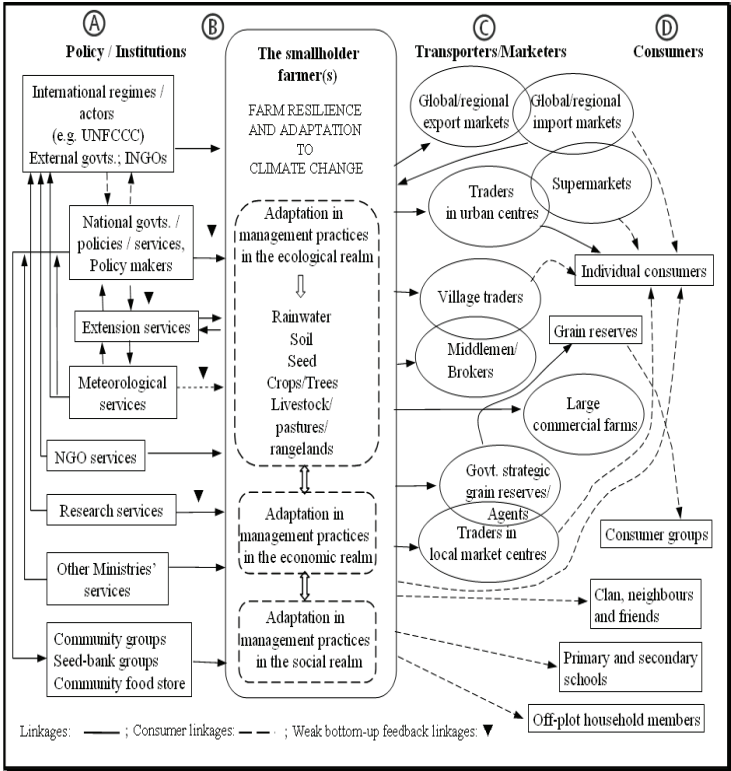 A
B
C
D
Policy / Institutions
The smallholder
farmer(s)
Transporters/Marketers
Consumers
International regimes /
actors
(e.g. UNFCCC)
External govts.; INGOs
National govts. /
policies / services,
Policy makers
Extension services
Meteorological
services
NGO services
Research services
Other Ministries'
services
Community groups
Seed-bank groups
Community food store
FARM RESILIENCE
AND ADAPTATION
TO
CLIMATE CHANGE
Adaptation in
management practices
in the ecological realm
Rainwater
Soil
Seed
Crops/Trees
Livestock/
pastures/
rangelands
Adaptation in
management practices
in the economic realm
Adaptation in
management practices
in the social realm
Global/regional
export markets
Global/regional
import markets
Supermarkets
Traders
in urban centres
Village traders
Middlemen/
Brokers
Large
commercial farms
Govt. strategic
grain reserves/
Agents
Traders in
local market centres
Individual consumers
Grain reserves
Consumer groups
Clan, neighbours
and friends
Primary and secondary
schools
Off-plot household members
Linkages: ; Consumer linkages: ; Weak bottom-up feedback linkages: